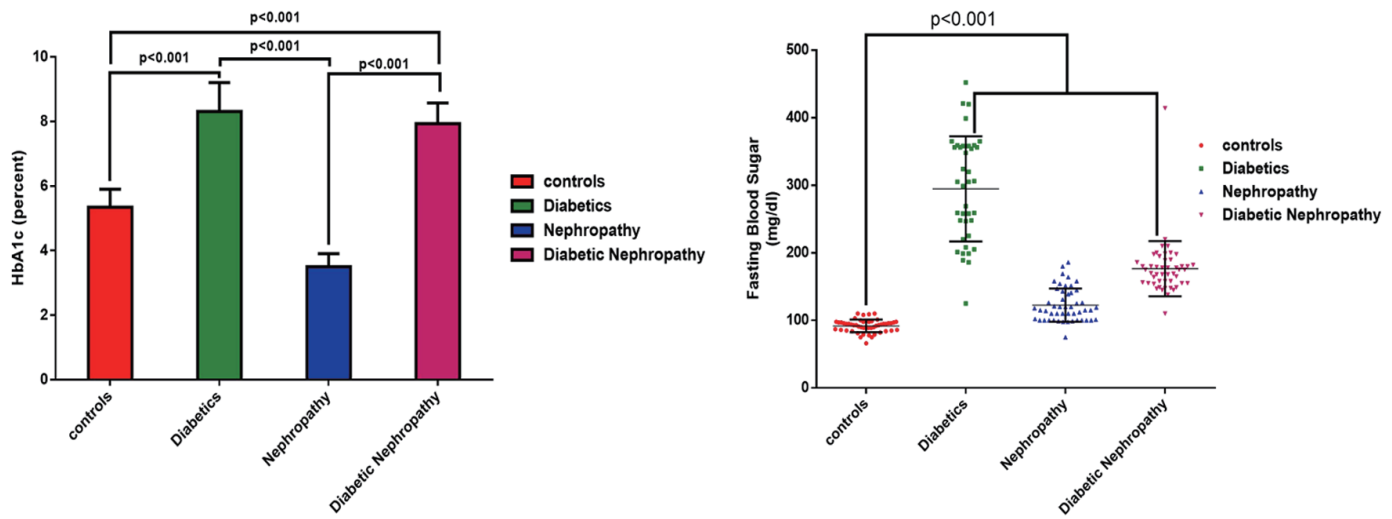 p<0.001
p<0.001
p<0.001
p<0.001
10
8
6
4
2
0
HbA1c (percent)
controls
Diabetics
Nephropathy
Diabetic Nephropathy
controls
Diabetics
Nephropathy
Diabetic Nephropathy
p<0.001
500
400
300
200
100
0
Fasting Blood Sugar
(mg/dl)
controls
Diabetics
Nephropathy
Diabetic Nephropathy
controls
Diabetics
Nephropathy
Diabetic Nephropathy